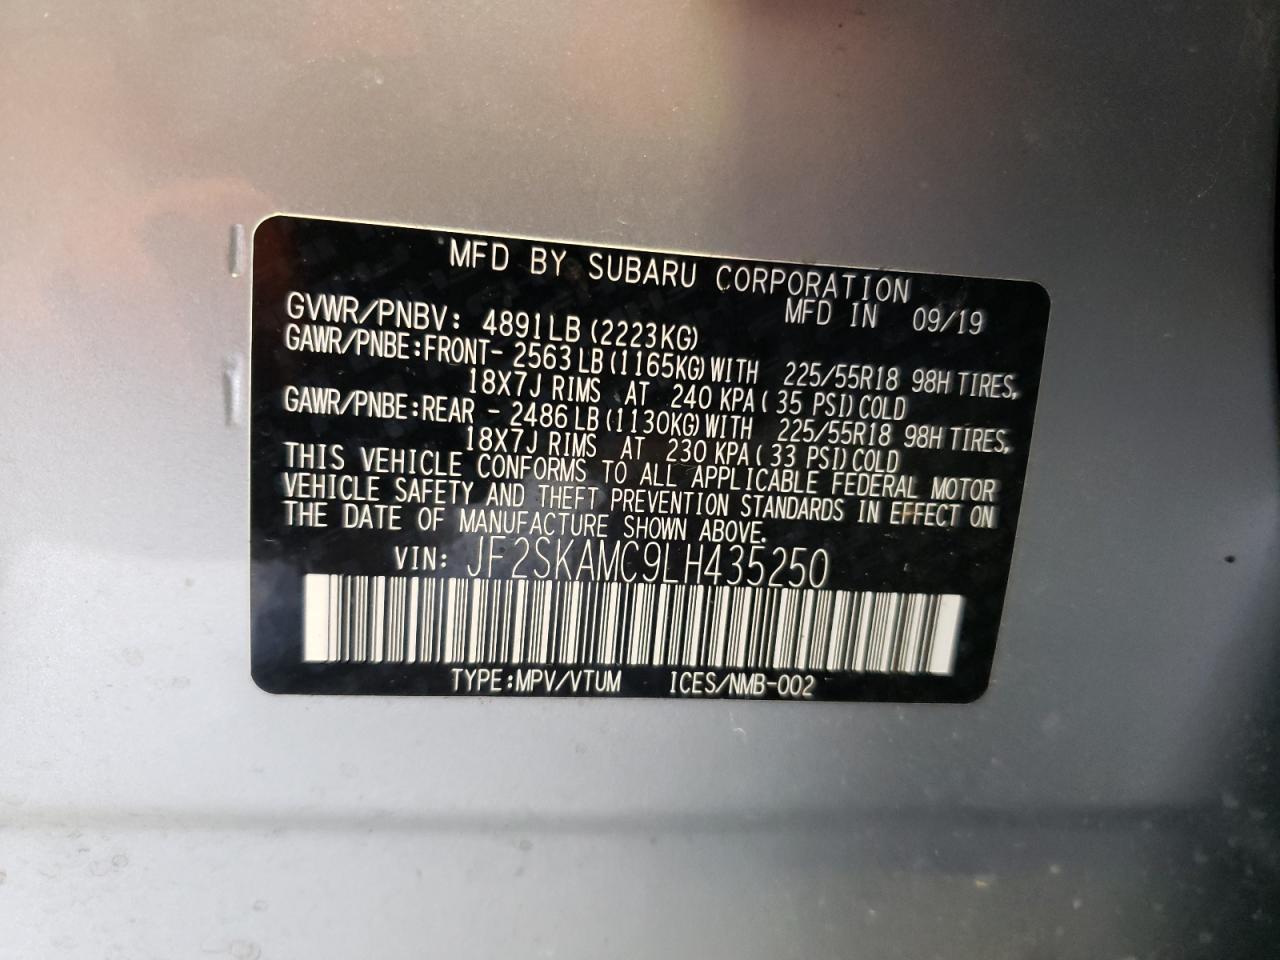 MFD BY SUBARU CORPORATION
MFD IN 09/19
GVWR/PNBV: 4891LB (2223KG)
GAWR/PNBE:FRONT- 2563 LB (1165KG) WITH 225/55R18 98H TIRES,
18X7J RIMS AT 240 KPA ( 35 PSI) COLD
GAWR/PNBE:REAR - 2486 LB (1130KG) WITH 225/55R18 98H TIRES,
18X7J RIMS AT 230 KPA ( 33 PSI) COLD
THIS VEHICLE CONFORMS TO ALL APPLICABLE FEDERAL MOTOR
VEHICLE SAFETY AND THEFT PREVENTION STANDARDS IN EFFECT ON
THE DATE OF MANUFACTURE SHOWN ABOVE.
VIN: JF2SKAMC9LH435250
TYPE:MPV/VTUM ICES/NMB-002